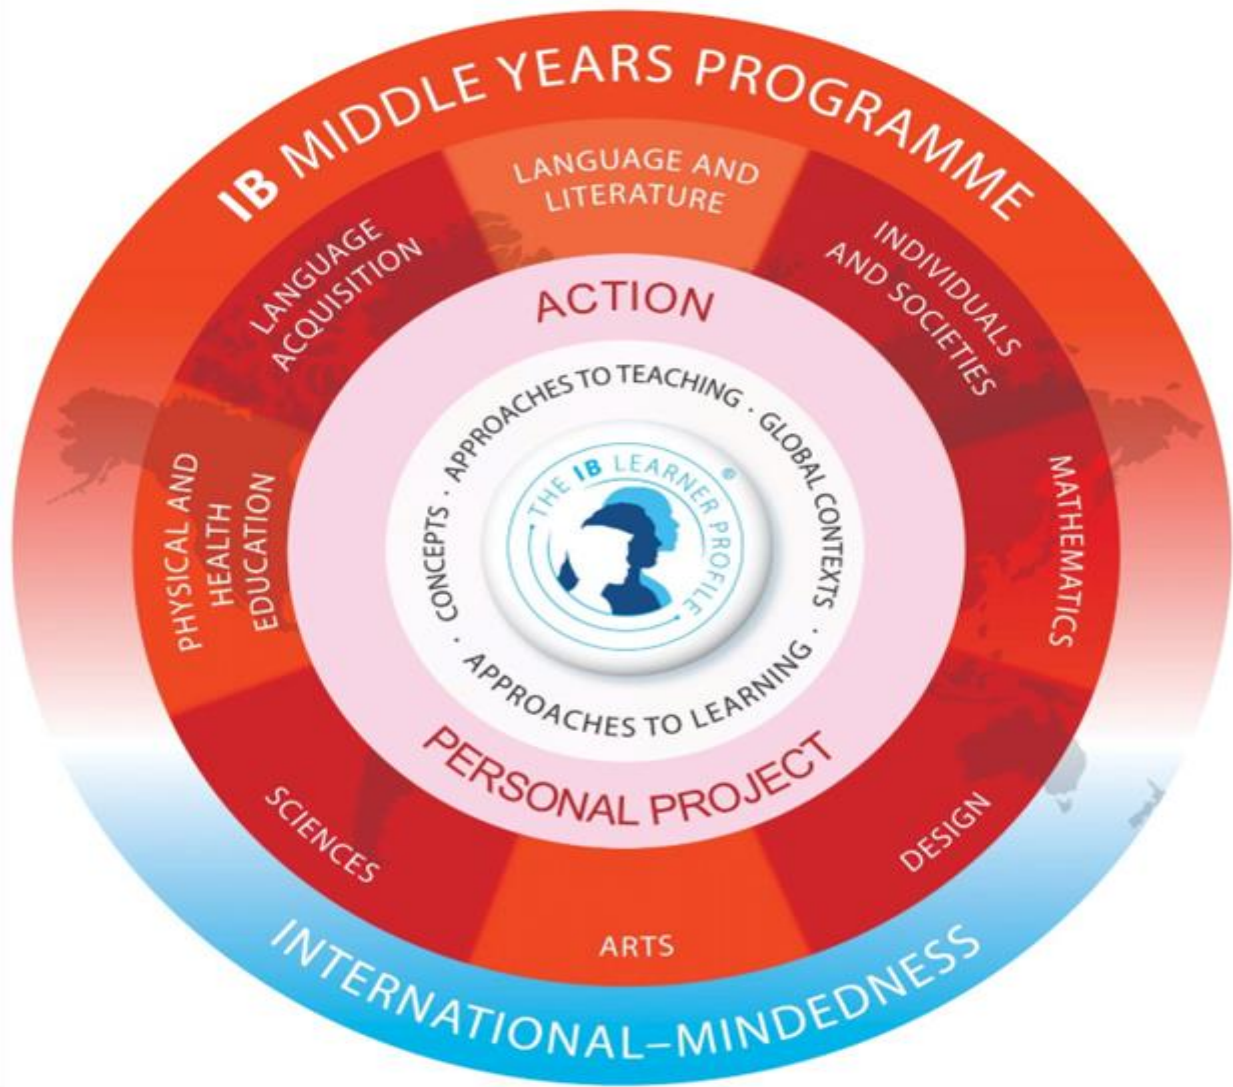 IB MIDDLE YEARS PROGRAMME
LANGUAGE AND
LITERATURE
LANGUAGE
ACQUISITION
INDIVIDUALS
AND SOCIETIES
PHYSICAL AND
HEALTH
EDUCATION
MATHEMATICS
SCIENCES
DESIGN
ARTS
ACTION
PERSONAL PROJECT
· APPROACHES TO TEACHING · GLOBAL CONTEXTS · APPROACHES TO LEARNING · CONCEPTS
THE IB LEARNER PROFILE ®
INTERNATIONAL–MINDEDNESS